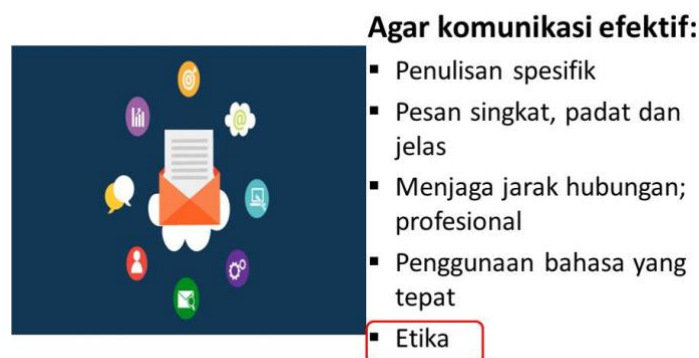 Agar komunikasi efektif:
▪ Penulisan spesifik
▪ Pesan singkat, padat dan
jelas
▪ Menjaga jarak hubungan;
profesional
▪ Penggunaan bahasa yang
tepat
▪ Etika
@